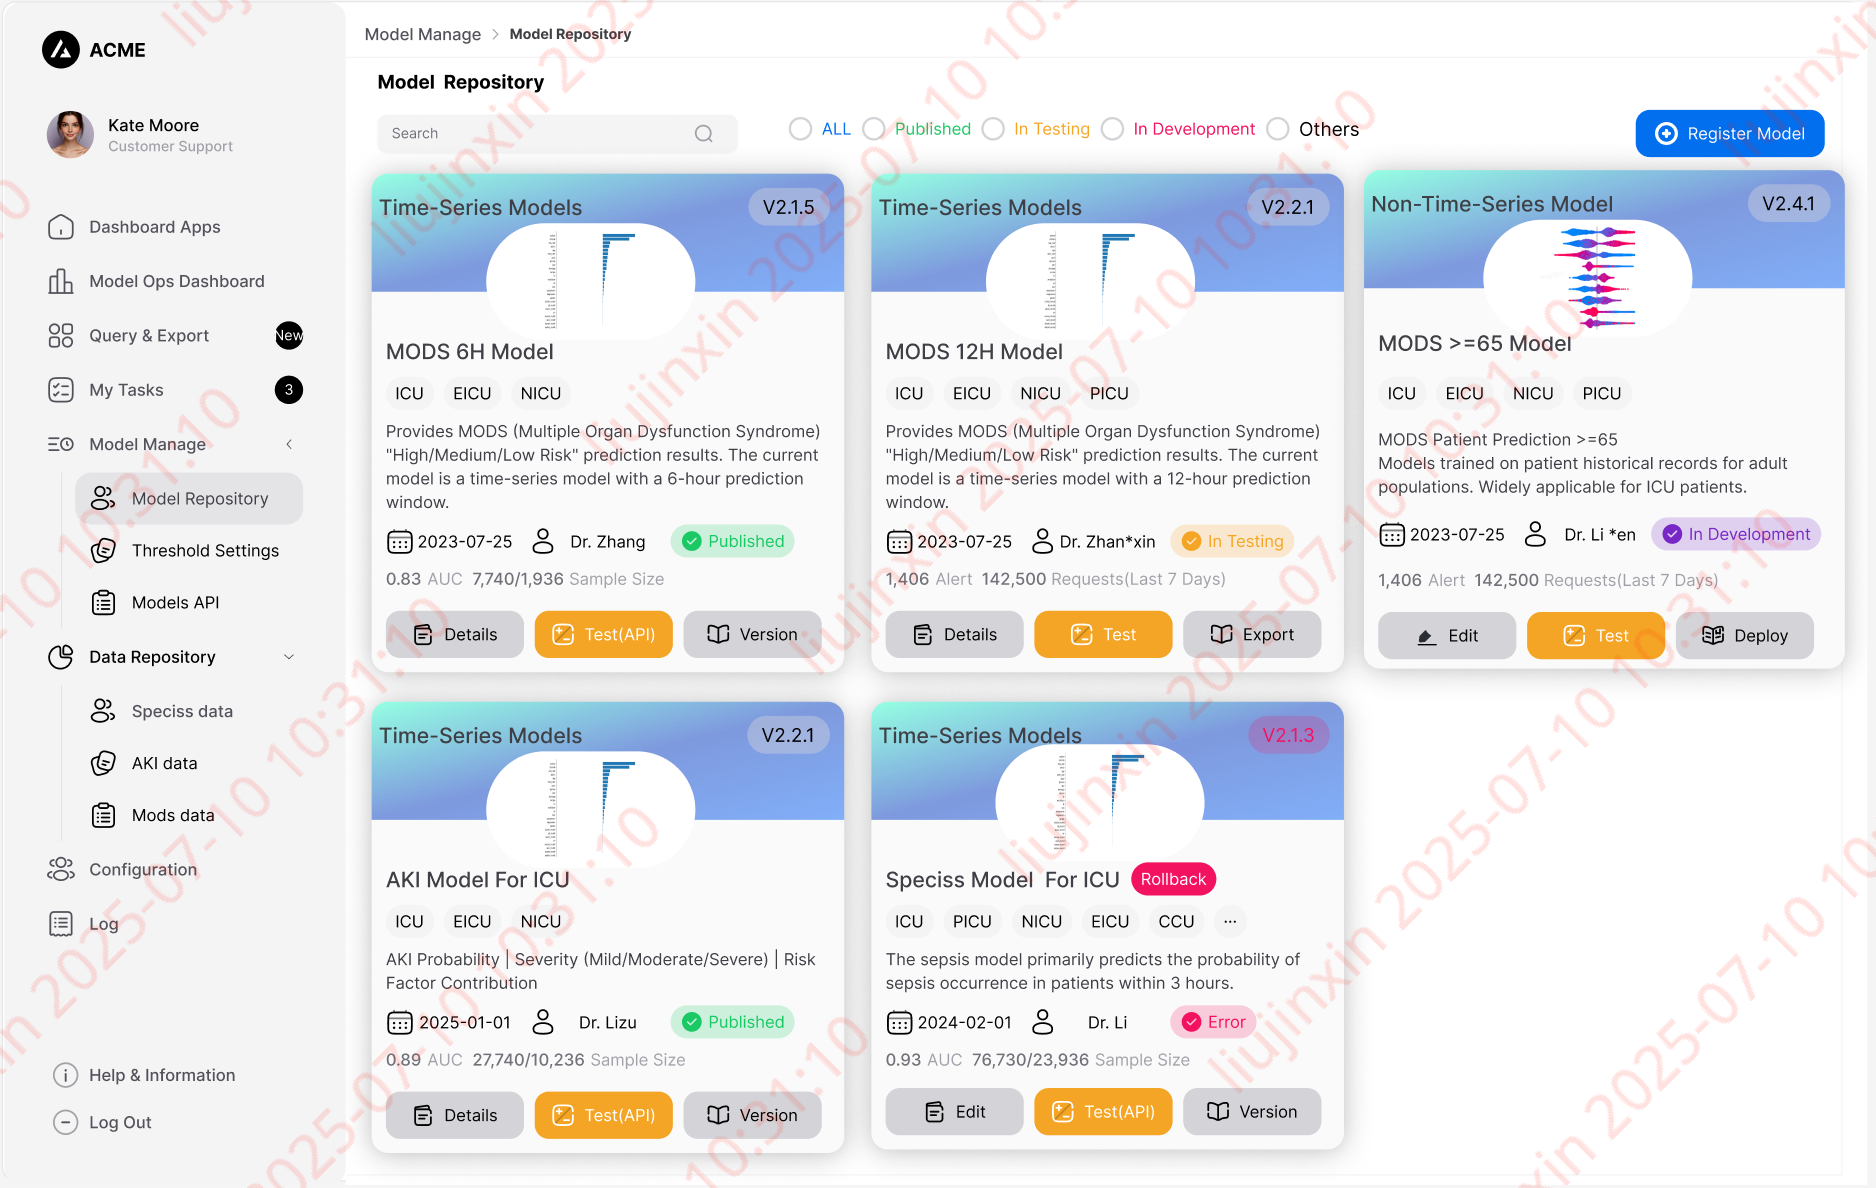 ACME
Kate Moore
Customer Support
Dashboard Apps
Model Ops Dashboard
Query & Export
New
My Tasks
3
Model Manage
Model Repository
Threshold Settings
Models API
Data Repository
Speciss data
AKI data
Mods data
Configuration
Log
Help & Information
Log Out
Model Manage > Model Repository
Model Repository
Search
ALL
Published
In Testing
In Development
Others
Register Model
Time-Series Models
V2.1.5
MODS 6H Model
ICU EICU NICU
Provides MODS (Multiple Organ Dysfunction Syndrome)
"High/Medium/Low Risk" prediction results. The current
model is a time-series model with a 6-hour prediction
window.
2023-07-25 Dr. Zhang Published
0.83 AUC 7,740/1,936 Sample Size
Details Test(API) Version
Time-Series Models
V2.2.1
MODS 12H Model
ICU EICU NICU PICU
Provides MODS (Multiple Organ Dysfunction Syndrome)
"High/Medium/Low Risk" prediction results. The current
model is a time-series model with a 12-hour prediction
window.
2023-07-25 Dr. Zhan*xin In Testing
1,406 Alert 142,500 Requests(Last 7 Days)
Details Test Export
Non-Time-Series Model
V2.4.1
MODS >=65 Model
ICU EICU NICU PICU
MODS Patient Prediction >=65
Models trained on patient historical records for adult
populations. Widely applicable for ICU patients.
2023-07-25 Dr. Li *en In Development
1,406 Alert 142,500 Requests(Last 7 Days)
Edit Test Deploy
Time-Series Models
V2.2.1
AKI Model For ICU
ICU EICU NICU
AKI Probability | Severity (Mild/Moderate/Severe) | Risk
Factor Contribution
2025-01-01 Dr. Lizu Published
0.89 AUC 27,740/10,236 Sample Size
Details Test(API) Version
Time-Series Models
V2.1.3
Speciss Model For ICU Rollback
ICU PICU NICU EICU CCU ...
The sepsis model primarily predicts the probability of
sepsis occurrence in patients within 3 hours.
2024-02-01 Dr. Li Error
0.93 AUC 76,730/23,936 Sample Size
Edit Test(API) Version
liujinxin 2025-07-10 10:31:10